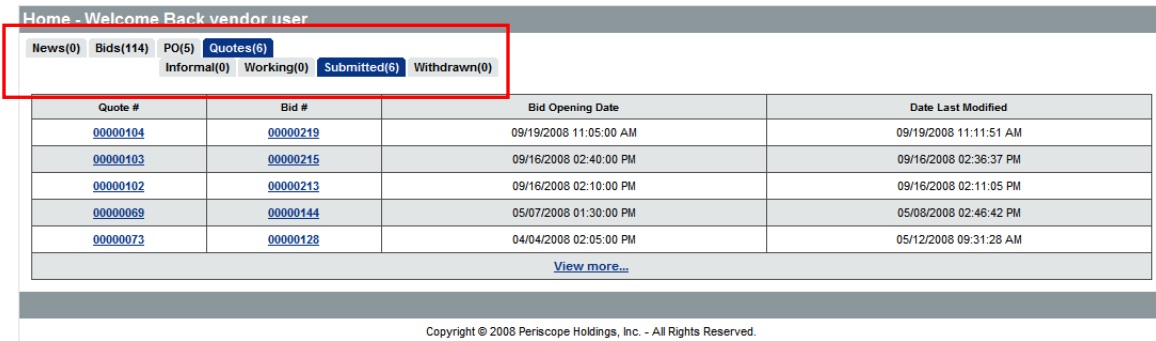 Home - Welcome Back vendor user
News(0) Bids(114) PO(5) Quotes(6)
Informal(0) Working(0) Submitted(6) Withdrawn(0)
Quote # Bid # Bid Opening Date Date Last Modified
00000104 00000219 09/19/2008 11:05:00 AM 09/19/2008 11:11:51 AM
00000103 00000215 09/16/2008 02:40:00 PM 09/16/2008 02:36:37 PM
00000102 00000213 09/16/2008 02:10:00 PM 09/16/2008 02:11:05 PM
00000069 00000144 05/07/2008 01:30:00 PM 05/08/2008 02:46:42 PM
00000073 00000128 04/04/2008 02:05:00 PM 05/12/2008 09:31:28 AM
View more...
Copyright © 2008 Periscope Holdings, Inc. - All Rights Reserved.